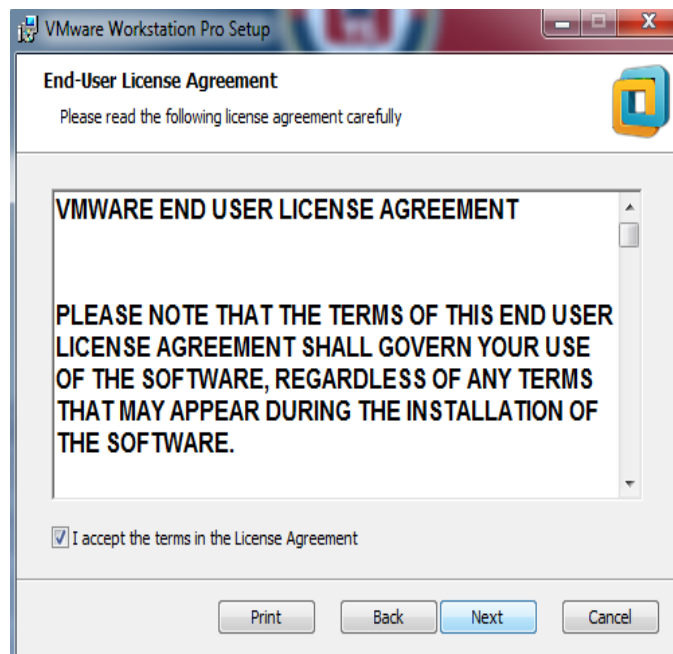 VMware Workstation Pro Setup
End-User License Agreement
Please read the following license agreement carefully
VMWARE END USER LICENSE AGREEMENT
PLEASE NOTE THAT THE TERMS OF THIS END USER
LICENSE AGREEMENT SHALL GOVERN YOUR USE
OF THE SOFTWARE, REGARDLESS OF ANY TERMS
THAT MAY APPEAR DURING THE INSTALLATION OF
THE SOFTWARE.
I accept the terms in the License Agreement
Print Back Next Cancel